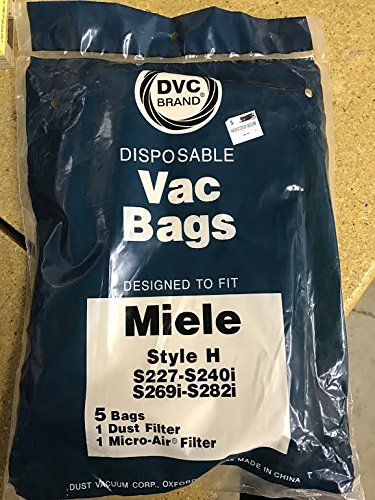 DVC
BRAND®
DISPOSABLE
Vac
Bags
DESIGNED TO FIT
Miele
Style H
S227-S240i
S269i-S282i
5 Bags
1 Dust Filter
1 Micro-Air® Filter
DUST VACUUM CORP., OXFORD
MADE IN CHINA